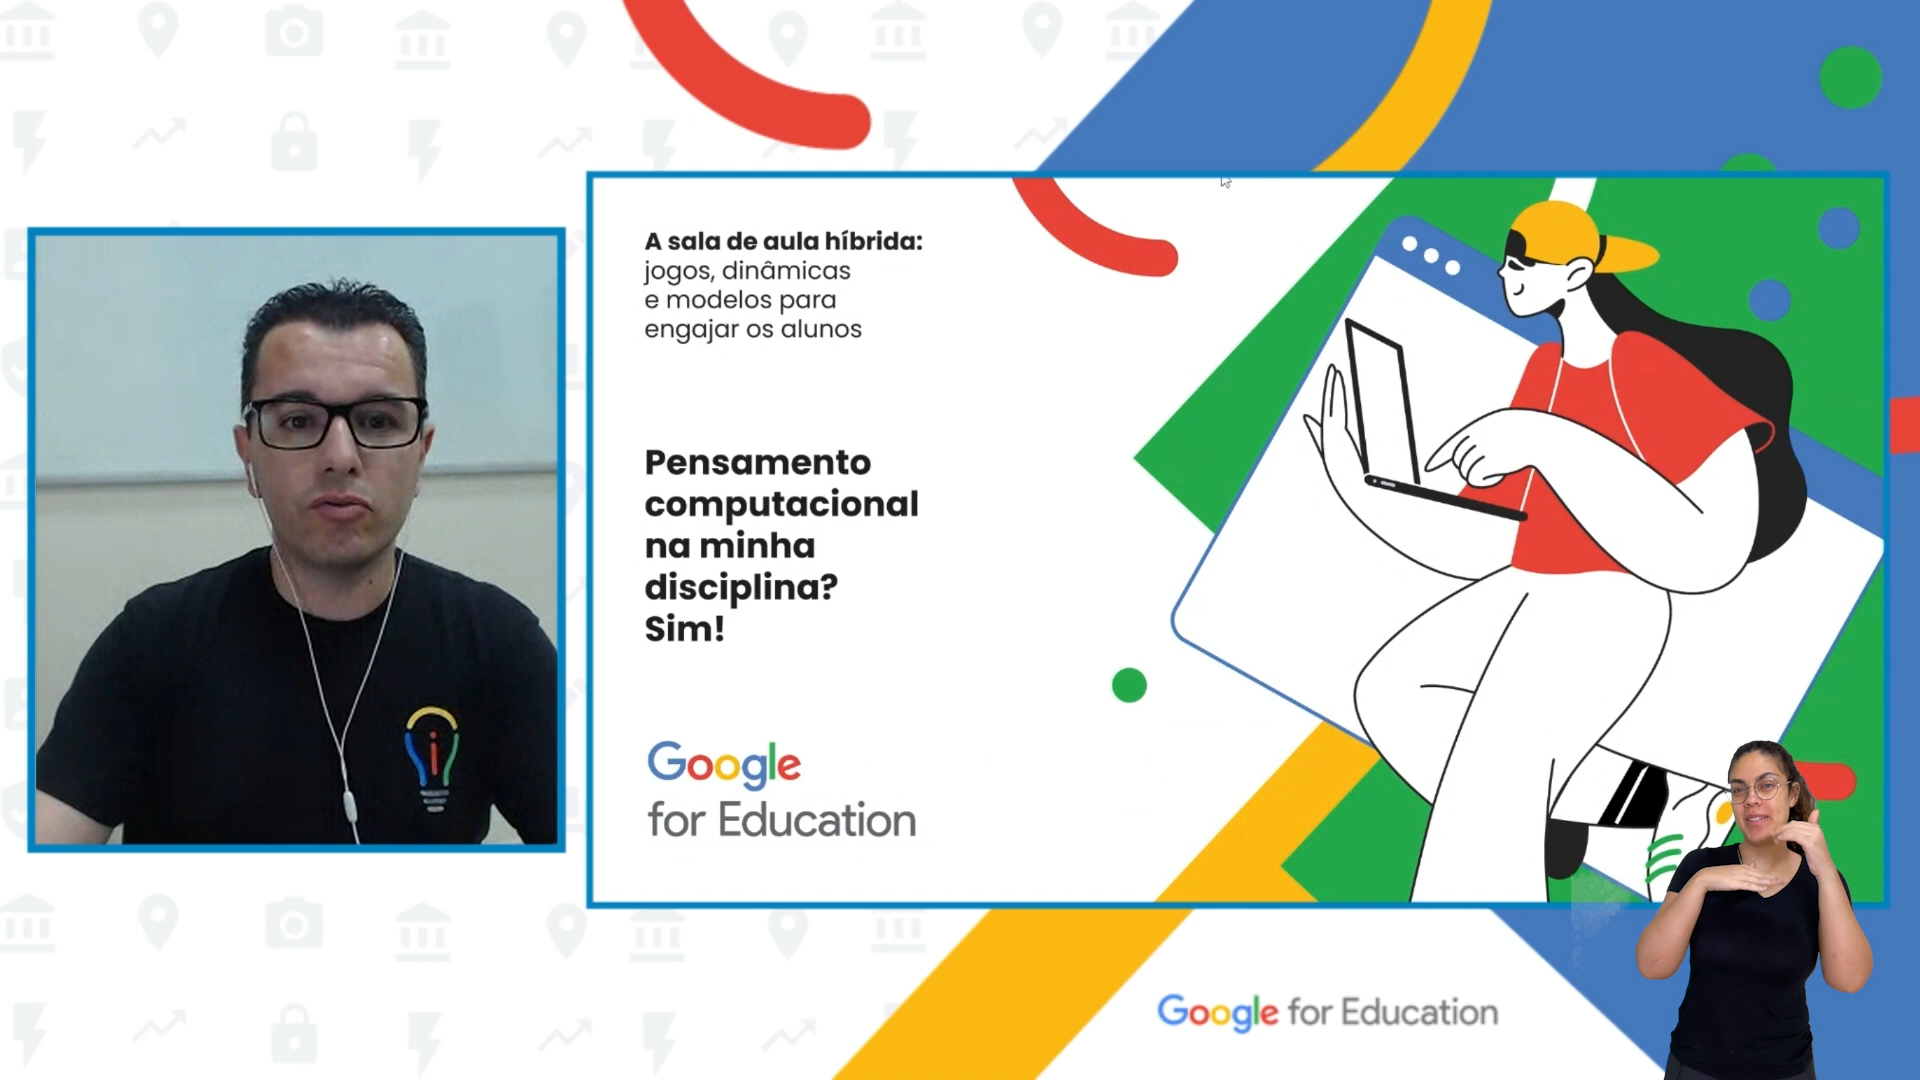 A sala de aula híbrida:
jogos, dinâmicas
e modelos para
engajar os alunos
Pensamento
computacional
na minha
disciplina?
Sim!
Google
for Education
Google for Education